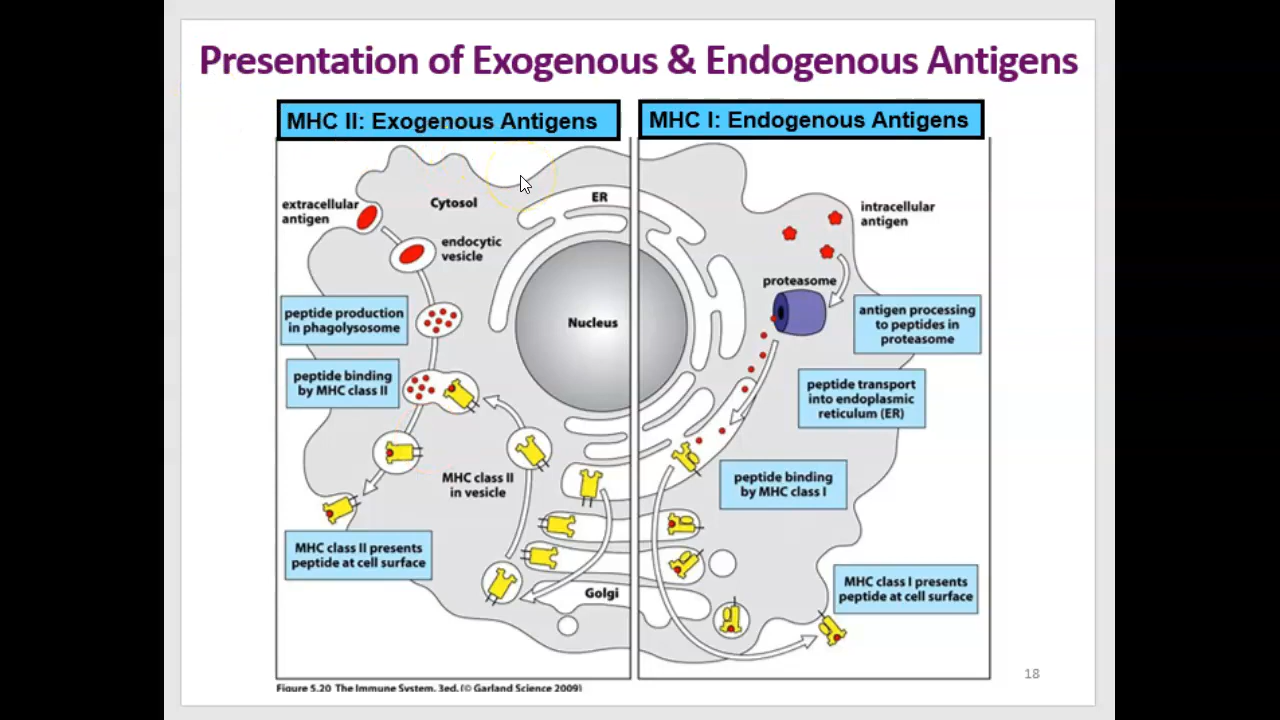 Presentation of Exogenous & Endogenous Antigens
MHC II: Exogenous Antigens
extracellular
antigen
Cytosol
ER
endocytic
vesicle
peptide production
in phagolysosome
Nucleus
peptide binding
by MHC class II
MHC class II
in vesicle
MHC class II presents
peptide at cell surface
Golgi
MHC I: Endogenous Antigens
intracellular
antigen
proteasome
antigen processing
to peptides in
proteasome
peptide transport
into endoplasmic
reticulum (ER)
peptide binding
by MHC class I
MHC class I presents
peptide at cell surface
Figure 5.20 The Immune System, 3ed. (© Garland Science 2009)
18